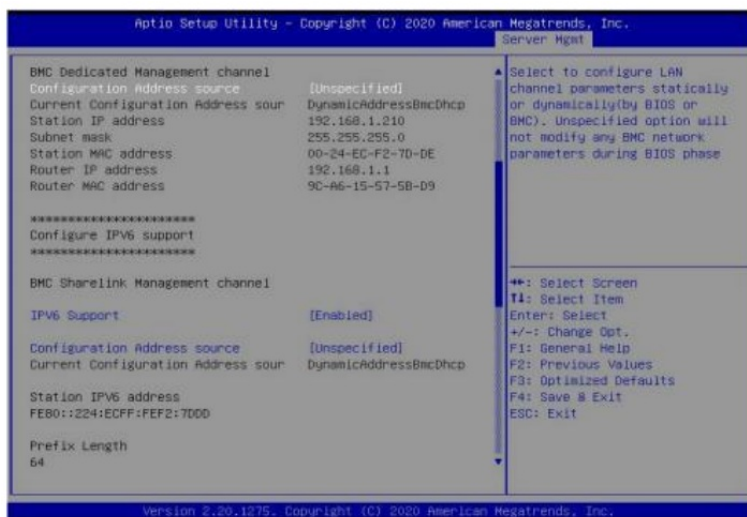 Aptio Setup Utility - Copyright (C) 2020 American Megatrends, Inc.
Server Mgmt
BMC Dedicated Management channel
Configuration Address source [Unspecified]
Current Configuration Address sour DynamicAddressBmcDhcp
Station IP address 192.168.1.210
Subnet mask 255.255.255.0
Station MAC address 00-24-EC-F2-7D-DE
Router IP address 192.168.1.1
Router MAC address 9C-A6-15-57-5B-D9
**********************
Configure IPV6 support
**********************
BMC Sharelink Management channel
IPV6 Support [Enabled]
Configuration Address source [Unspecified]
Current Configuration Address sour DynamicAddressBmcDhcp
Station IPV6 address
FE80::224:ECFF:FEF2:7DDD
Prefix Length
64
Select to configure LAN
channel parameters statically
or dynamically(by BIOS or
BMC). Unspecified option will
not modify any BMC network
parameters during BIOS phase
→←: Select Screen
↑↓: Select Item
Enter: Select
+/-: Change Opt.
F1: General Help
F2: Previous Values
F3: Optimized Defaults
F4: Save & Exit
ESC: Exit
Version 2.20.1275. Copyright (C) 2020 American Megatrends, Inc.